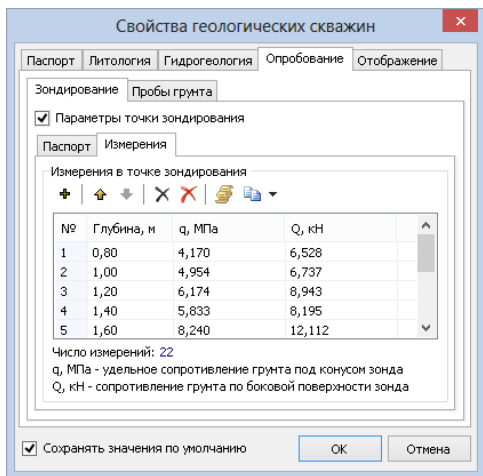 Свойства геологических скважин
Паспорт Литология Гидрогеология Опробование Отображение
Зондирование Пробы грунта
Параметры точки зондирования
Паспорт Измерения
Измерения в точке зондирования
№ Глубина, м q, МПа Q, кН
1 0,80 4,170 6,528
2 1,00 4,954 6,737
3 1,20 6,174 8,943
4 1,40 5,833 8,195
5 1,60 8,240 12,112
Число измерений: 22
q, МПа - удельное сопротивление грунта под конусом зонда
Q, кН - сопротивление грунта по боковой поверхности зонда
Сохранять значения по умолчанию OK Отмена